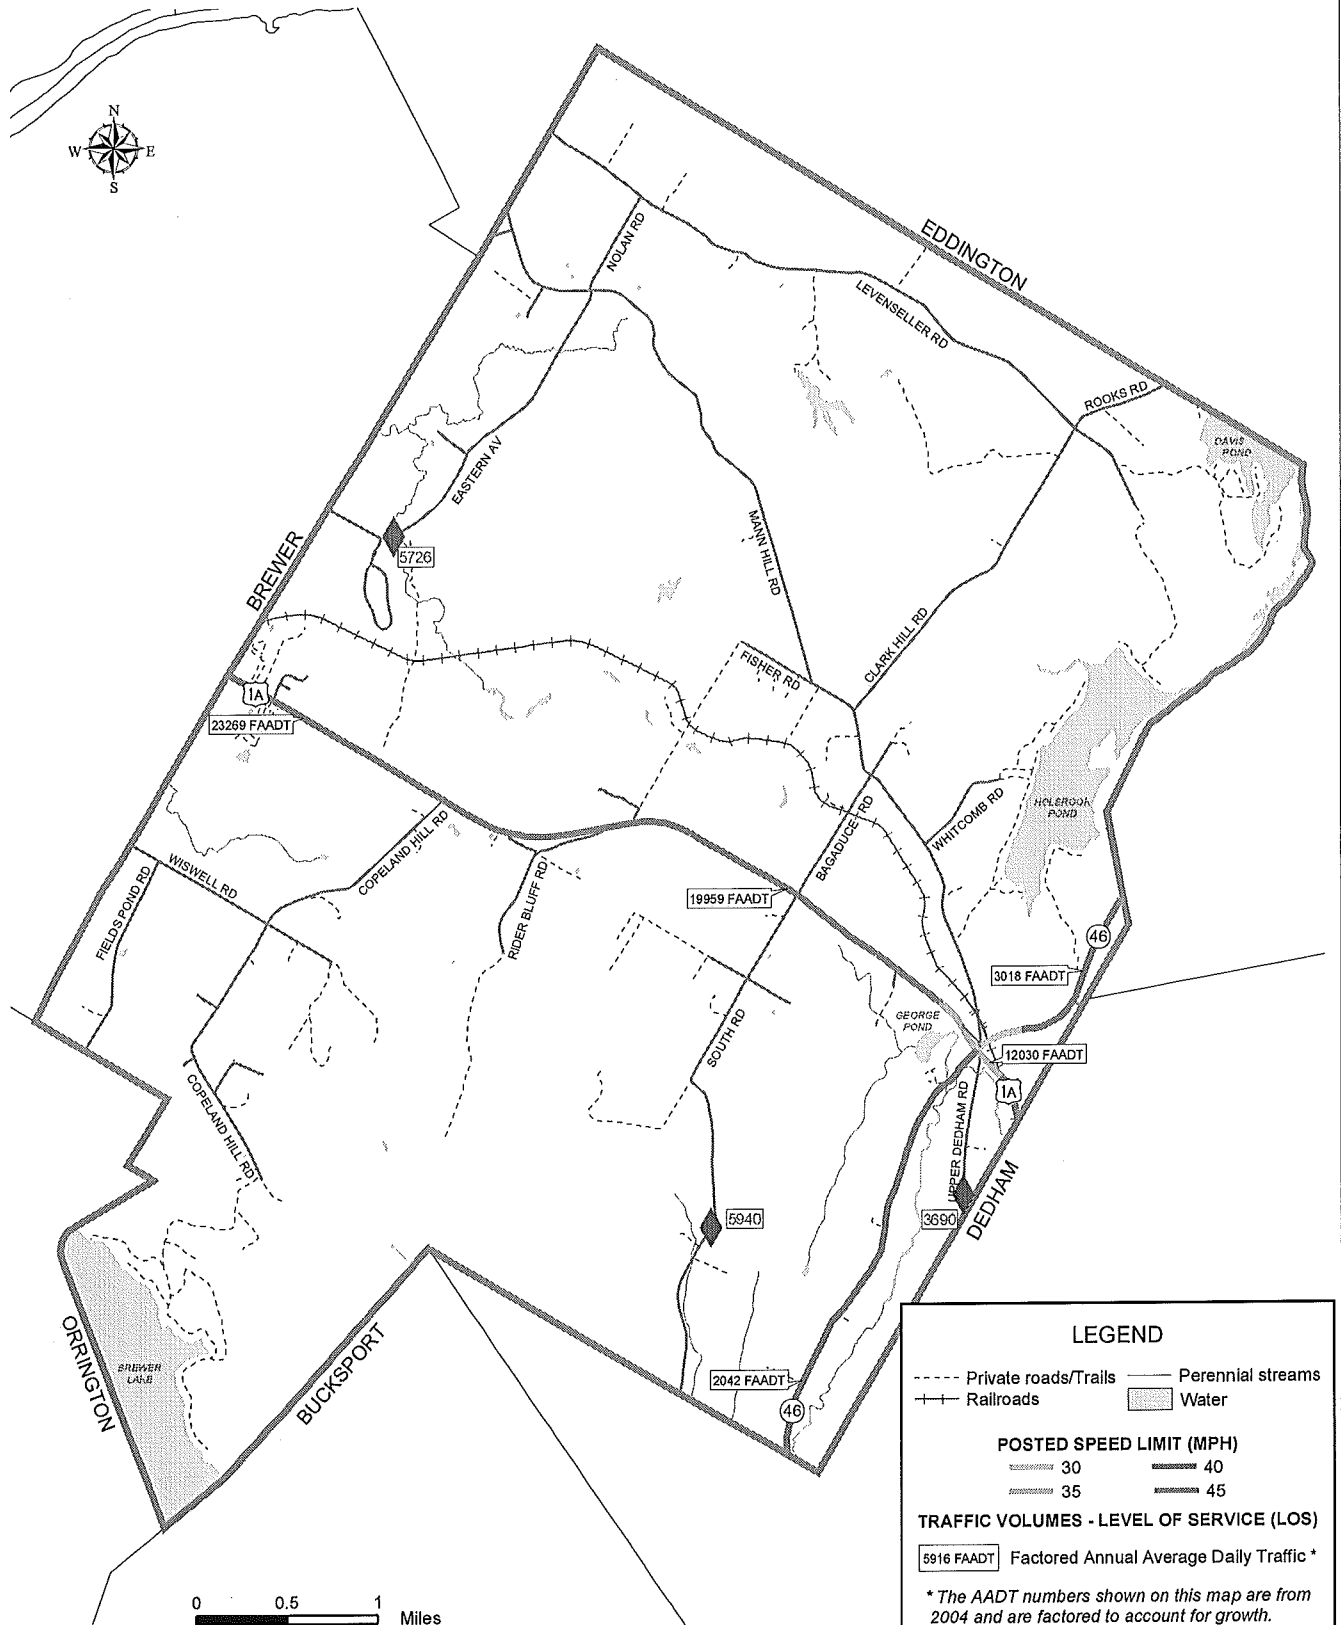 N
W E
S
EDDINGTON
NOLAN RD
LEVENSELLER RD
ROOKS RD
DAVIS
POND
EASTERN AV
MANN HILL RD
5726
BREWER
CLARK HILL RD
FISHER RD
1A
23269 FAADT
HOLBROOK
POND
WHITCOMB RD
BAGADUCE RD
COPELAND HILL RD
WISWELL RD
FIELDS POND RD
RIDER BLUFF RD
19959 FAADT
46
3018 FAADT
GEORGE
POND
SOUTH RD
12030 FAADT
1A
COPELAND HILL RD
UPPER DEDHAM RD
DEDHAM
5940
3690
ORRINGTON
BREWER
LAKE
BUCKSPORT
2042 FAADT
46
LEGEND
Private roads/Trails Perennial streams
Railroads Water
POSTED SPEED LIMIT (MPH)
30 40
35 45
TRAFFIC VOLUMES - LEVEL OF SERVICE (LOS)
5916 FAADT Factored Annual Average Daily Traffic *
* The AADT numbers shown on this map are from
2004 and are factored to account for growth.
0 0.5 1
Miles